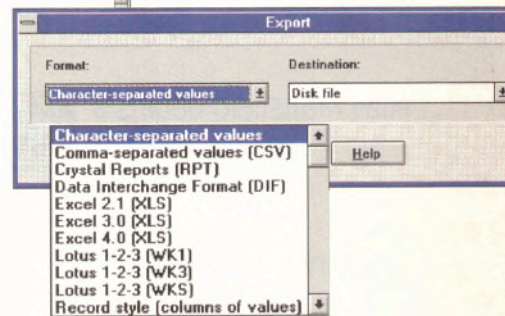 Export
Format:
Destination:
Character-separated values
Disk file
Character-separated values
Comma-separated values (CSV)
Crystal Reports (RPT)
Data Interchange Format (DIF)
Excel 2.1 (XLS)
Excel 3.0 (XLS)
Excel 4.0 (XLS)
Lotus 1-2-3 (WK1)
Lotus 1-2-3 (WK3)
Lotus 1-2-3 (WKS)
Record style (columns of values)
Help